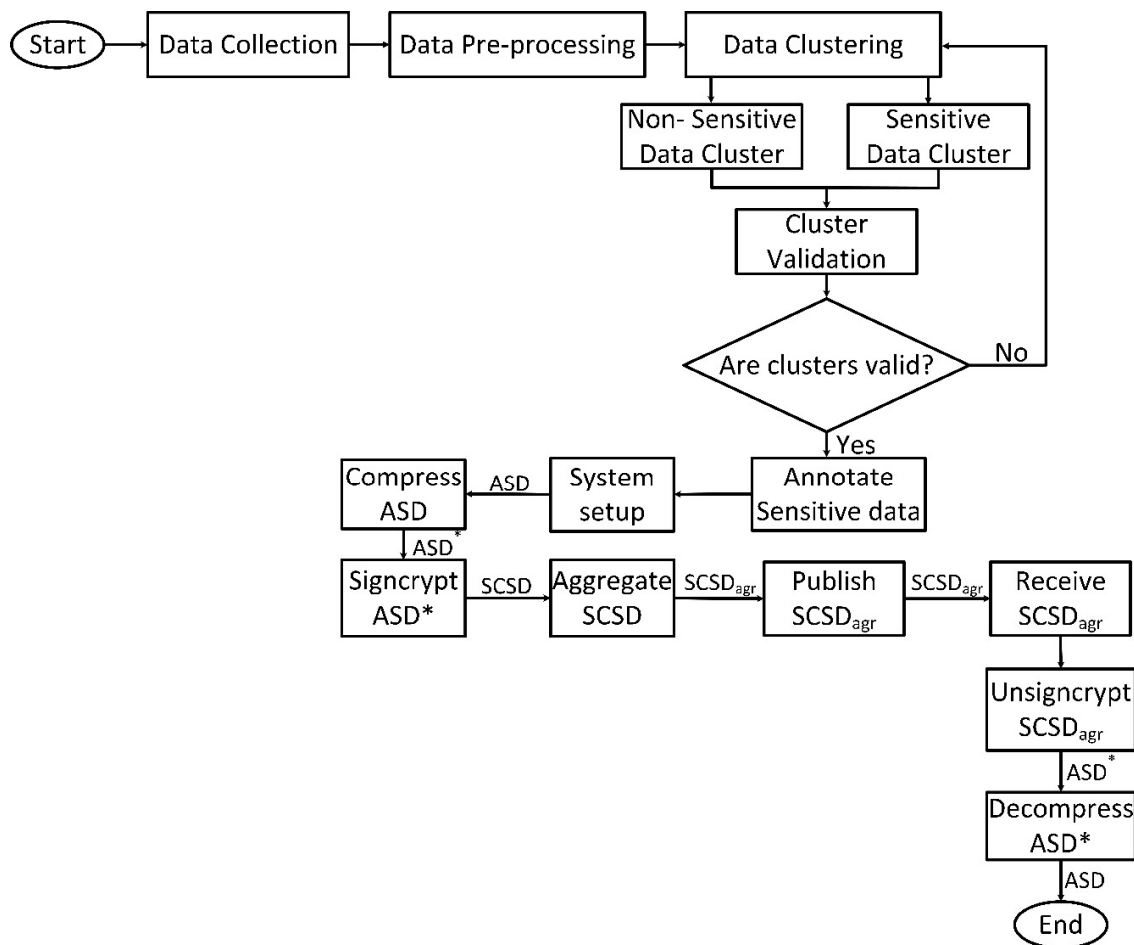 Start
Data Collection
Data Pre-processing
Data Clustering
Non- Sensitive
Data Cluster
Sensitive
Data Cluster
Cluster
Validation
Are clusters valid?
No
Yes
Annotate
Sensitive data
System
setup
ASD
Compress
ASD
ASD*
Signcrypt
ASD*
SCSD
Aggregate
SCSD
SCSDagr
Publish
SCSDagr
SCSDagr
Receive
SCSDagr
Unsigncrypt
SCSDagr
ASD*
Decompress
ASD*
ASD
End